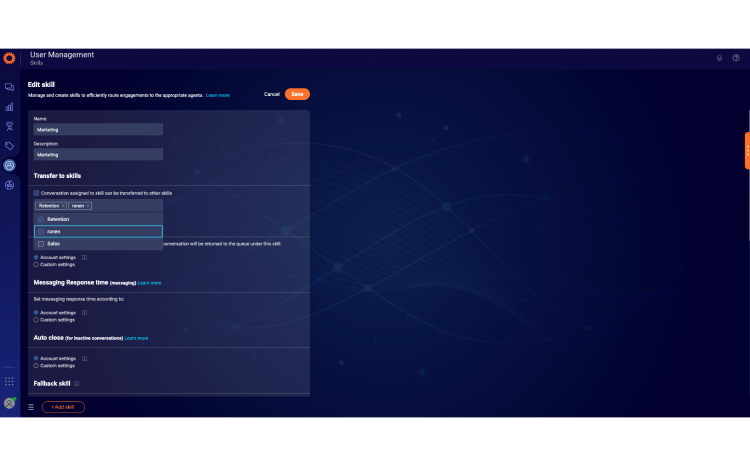 User Management
Skills
Edit skill
Manage and create skills to efficiently route engagements to the appropriate agents. Learn more
Cancel
Save
Name:
Marketing
Description:
Marketing
Transfer to skills
Conversation assigned to skill can be transferred to other skills
Retention × ronen ×
Retention
ronen
Sales
conversation will be returned to the queue under this skill.
Account settings
Custom settings
Messaging Response time (messaging) Learn more
Set messaging response time according to:
Account settings
Custom settings
Auto close (for inactive conversations) Learn more
Account settings
Custom settings
Fallback skill
+ Add skill